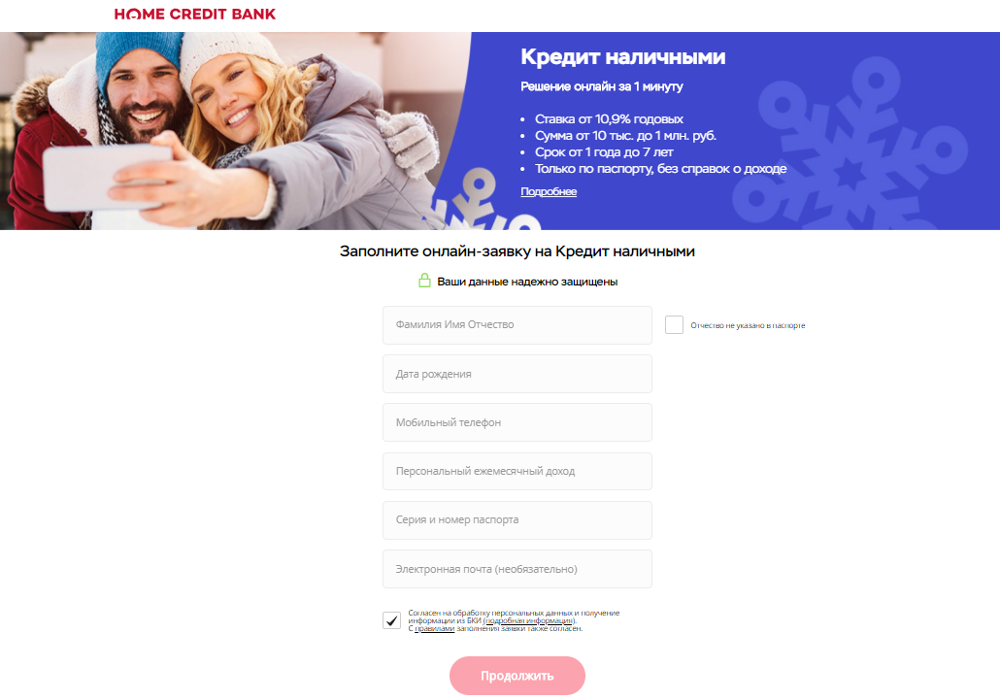 HOME CREDIT BANK
Кредит наличными
Решение онлайн за 1 минуту
• Ставка от 10,9% годовых
• Сумма от 10 тыс. до 1 млн. руб.
• Срок от 1 года до 7 лет
• Только по паспорту, без справок о доходе
Подробнее
Заполните онлайн-заявку на Кредит наличными
Ваши данные надежно защищены
Фамилия Имя Отчество
Отчество не указано в паспорте
Дата рождения
Мобильный телефон
Персональный ежемесячный доход
Серия и номер паспорта
Электронная почта (необязательно)
Согласен на обработку персональных данных и получение
информации из БКИ (подробная информация).
С правилами заполнения заявки также согласен.
Продолжить